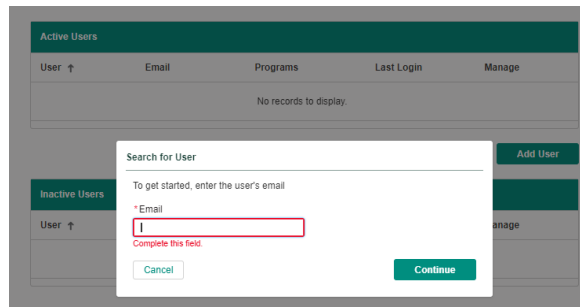 Active Users
User ↑ Email Programs Last Login Manage
No records to display.
Add User
Search for User
To get started, enter the user's email
*Email
Complete this field.
Cancel Continue
Inactive Users
User ↑ anage